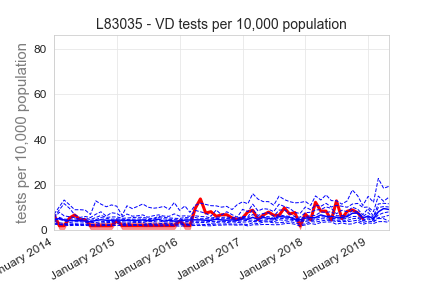 L83035 - VD tests per 10,000 population
tests per 10,000 population
80
60
40
20
0
January 2015
January 2016
January 2017
January 2018
January 2019